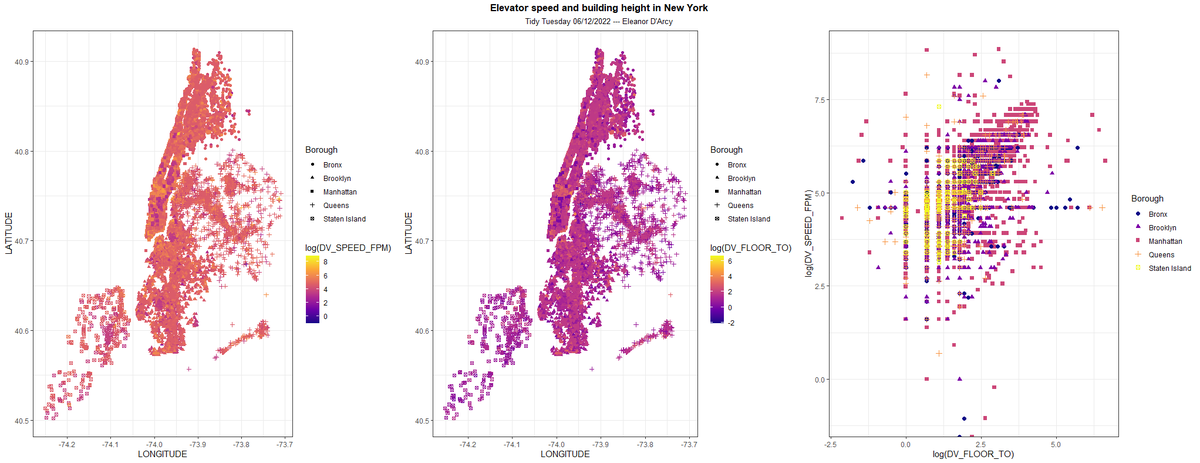 Elevator speed and building height in New York
Tidy Tuesday 06/12/2022 --- Eleanor D'Arcy
40.9
40.8
40.7
40.6
40.5
LATITUDE
-74.2 -74.1 -74.0 -73.9 -73.8 -73.7
LONGITUDE
Borough
Bronx
Brooklyn
Manhattan
Queens
Staten Island
log(DV_SPEED_FPM)
8
6
4
2
0
40.9
40.8
40.7
40.6
40.5
LATITUDE
-74.2 -74.1 -74.0 -73.9 -73.8 -73.7
LONGITUDE
Borough
Bronx
Brooklyn
Manhattan
Queens
Staten Island
log(DV_FLOOR_TO)
6
4
2
0
-2
7.5
5.0
2.5
0.0
log(DV_SPEED_FPM)
-2.5 0.0 2.5 5.0
log(DV_FLOOR_TO)
Borough
Bronx
Brooklyn
Manhattan
Queens
Staten Island